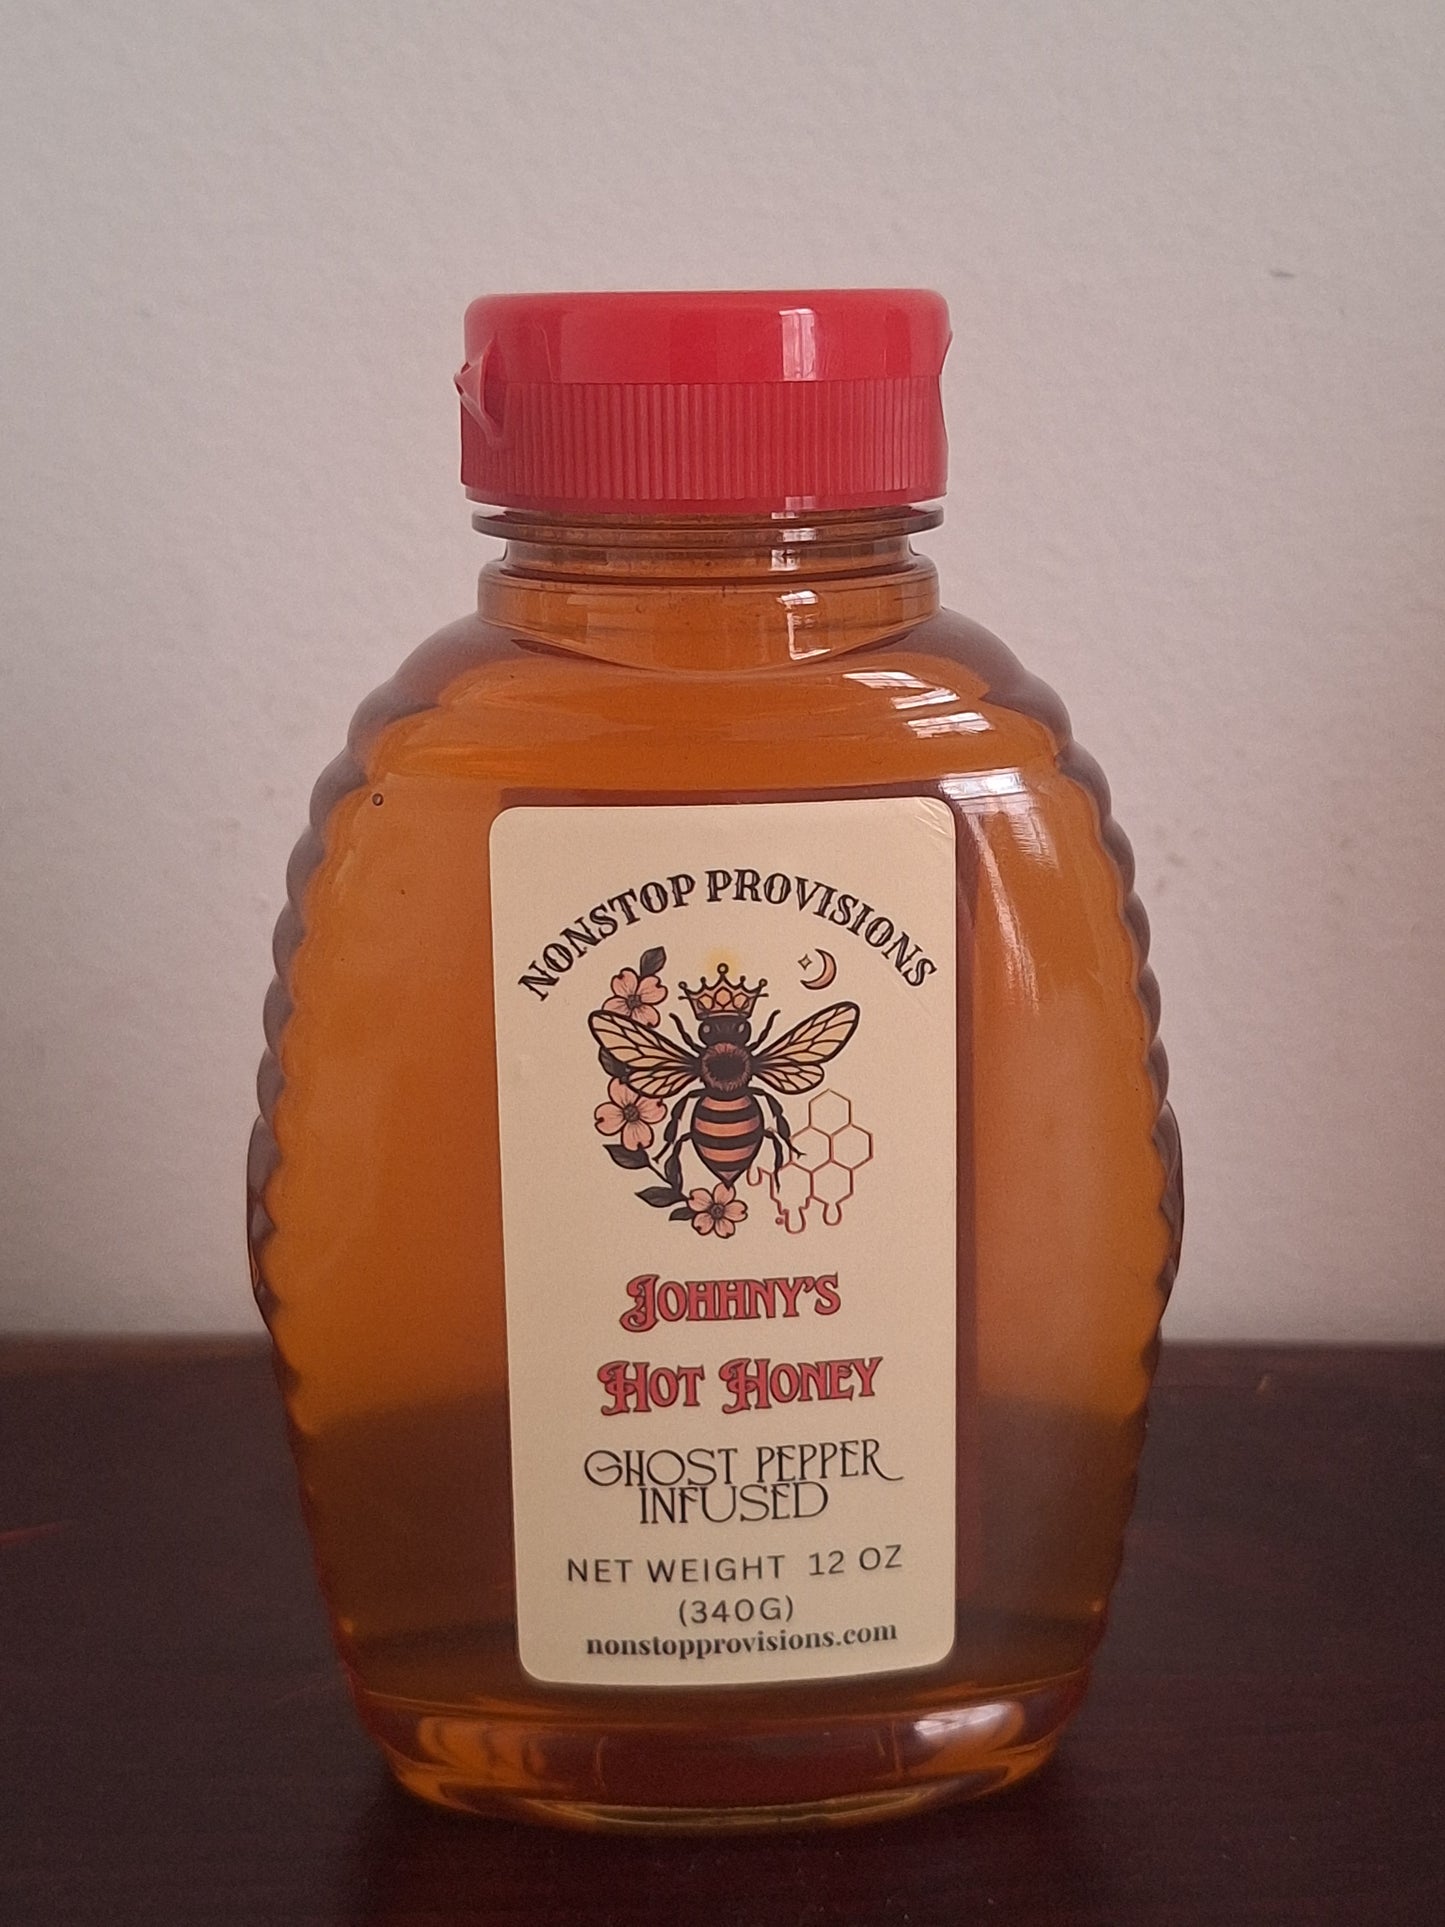 NONSTOP PROVISIONS
JOHHNY'S
HOT HONEY
GHOST PEPPER
INFUSED
NET WEIGHT 12 OZ
(340G)
nonstopprovisions.com